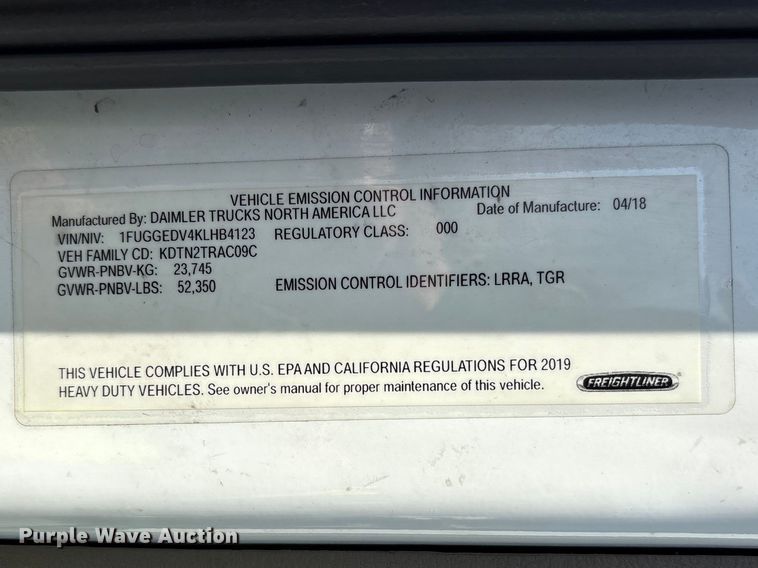 VEHICLE EMISSION CONTROL INFORMATION
Manufactured By: DAIMLER TRUCKS NORTH AMERICA LLC Date of Manufacture: 04/18
VIN/NIV: 1FUGGEDV4KLHB4123 REGULATORY CLASS: 000
VEH FAMILY CD: KDTN2TRAC09C
GVWR-PNBV-KG: 23,745
GVWR-PNBV-LBS: 52,350 EMISSION CONTROL IDENTIFIERS: LRRA, TGR
THIS VEHICLE COMPLIES WITH U.S. EPA AND CALIFORNIA REGULATIONS FOR 2019
HEAVY DUTY VEHICLES. See owner's manual for proper maintenance of this vehicle.
FREIGHTLINER
Purple Wave Auction